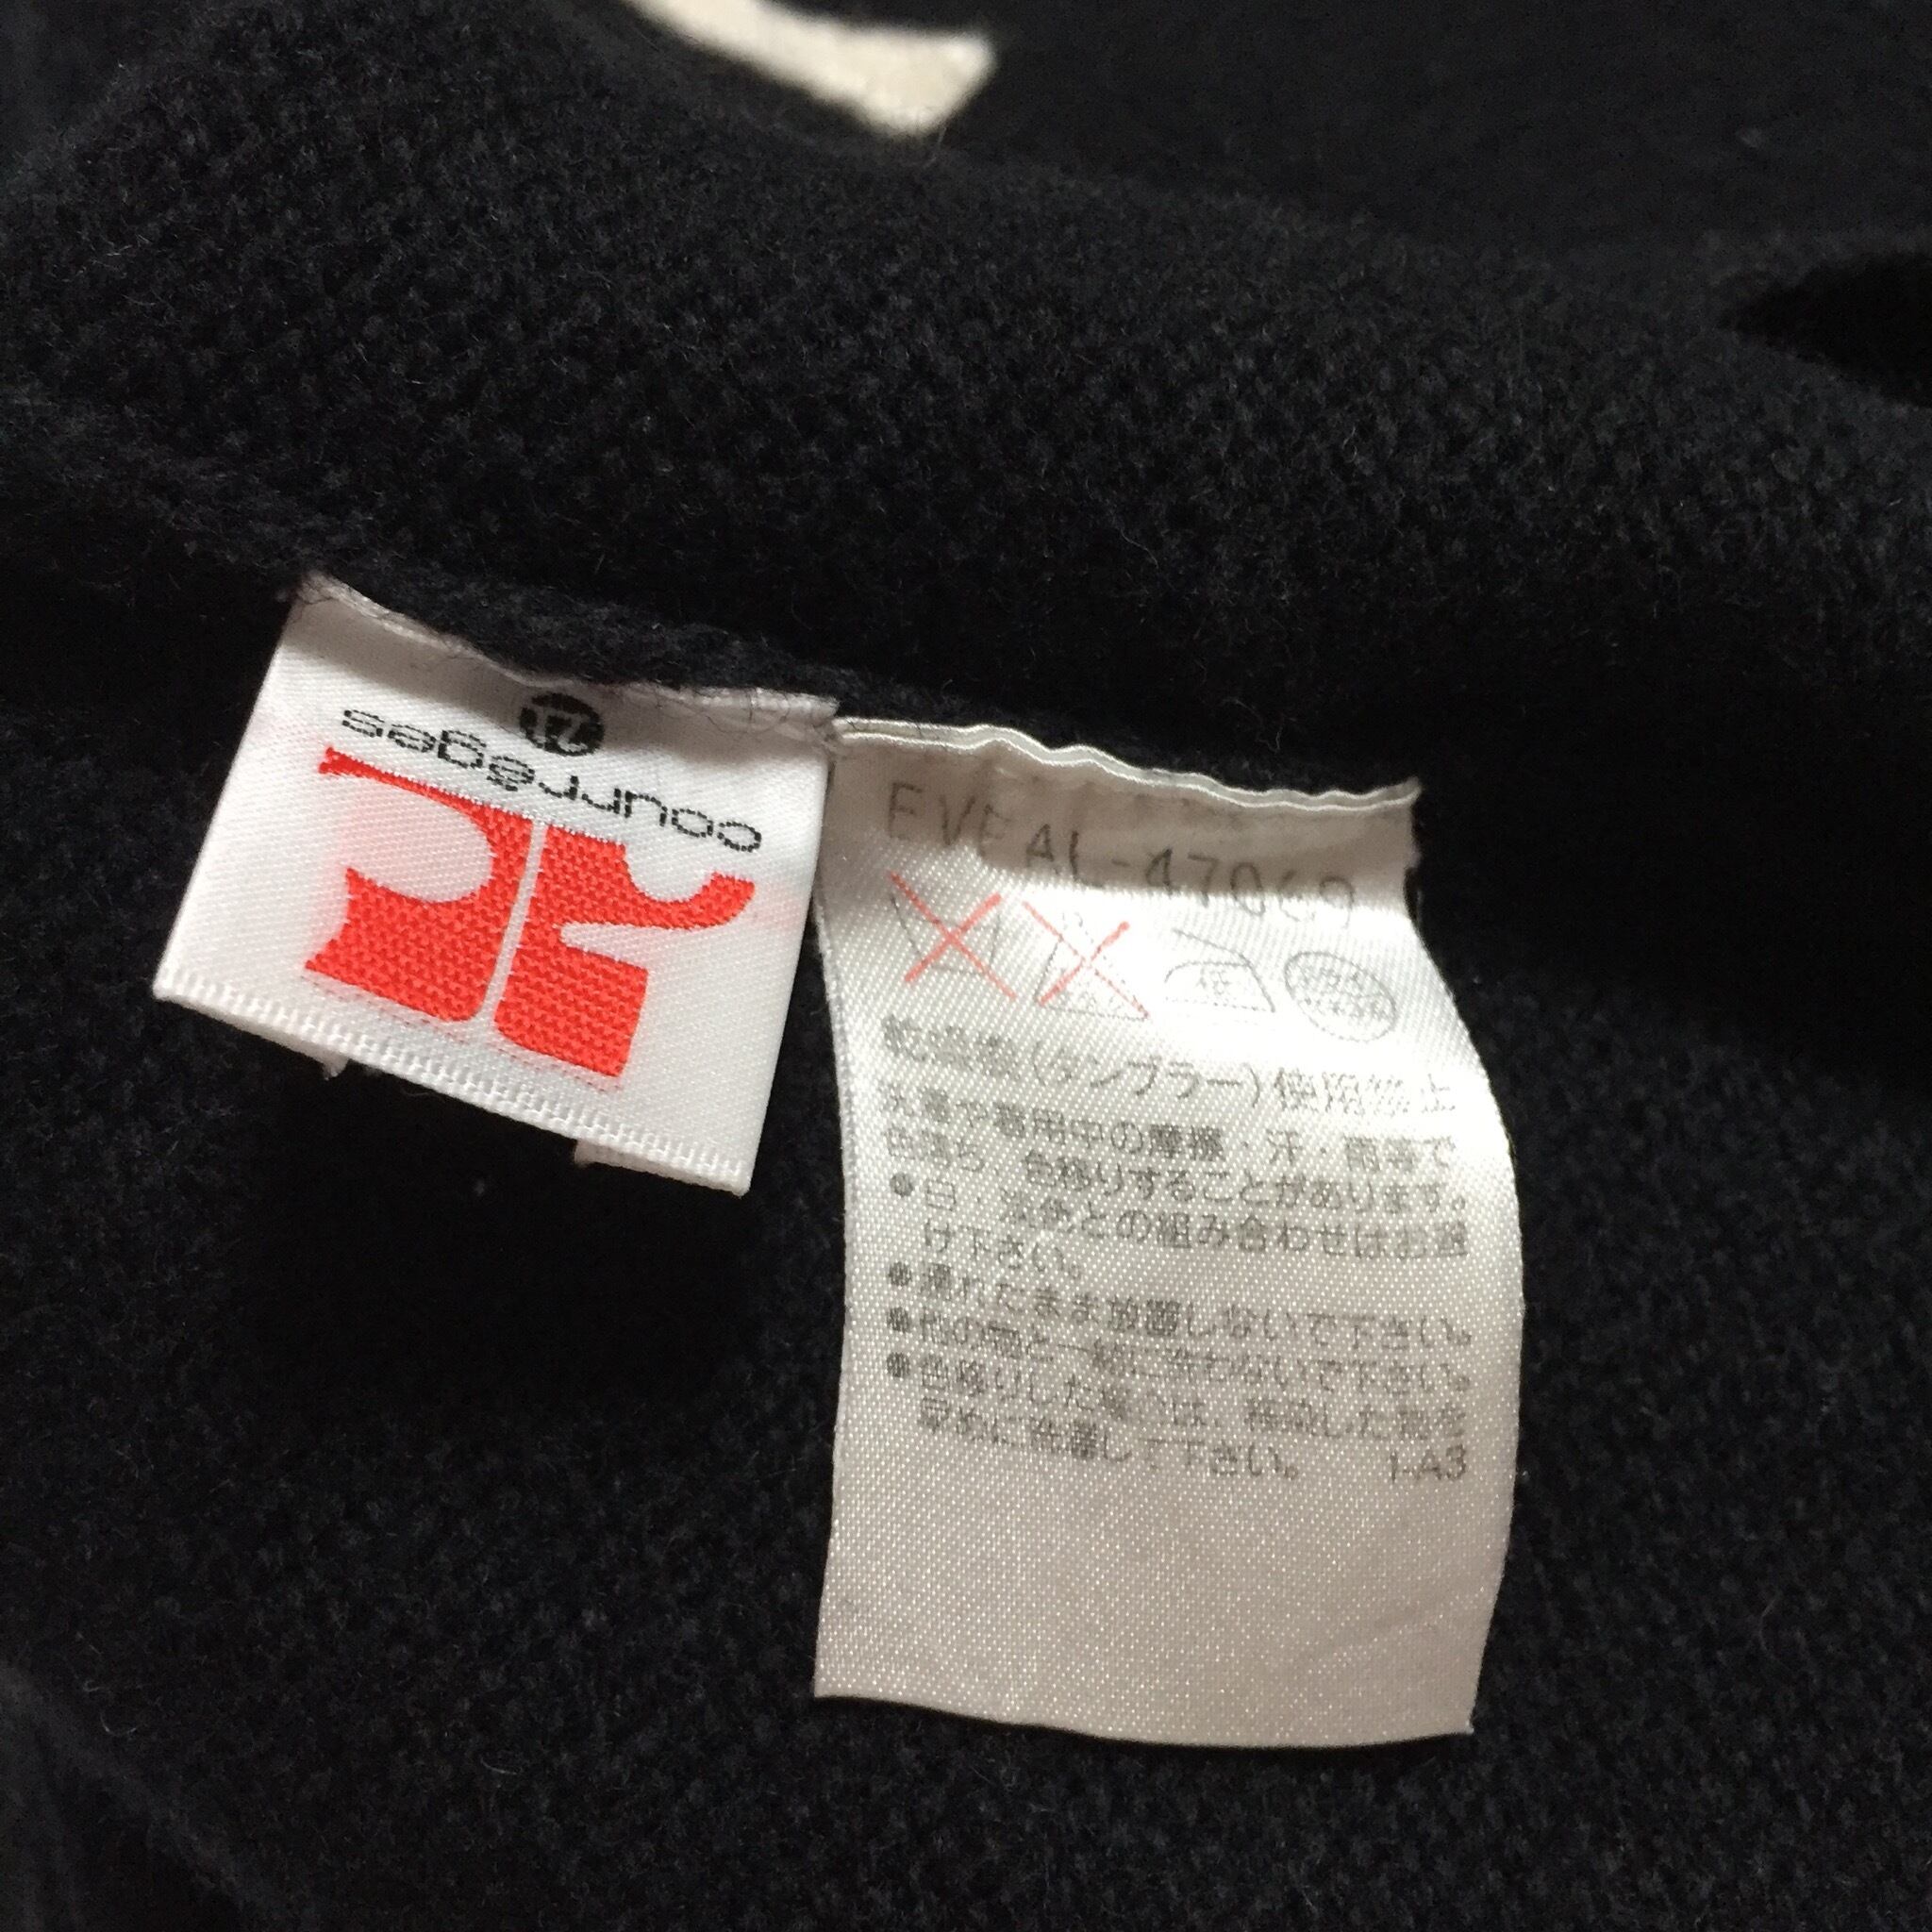 courrèges
21
EVEAL-47069
低
乾燥機(タンブラー)使用禁止
洗濯や着用中の摩擦・汗・雨等で
色落ち 色移りすることがあります。
●白・淡色との組み合わせはお避
け下さい。
●濡れたまま放置しないで下さい。
●他の物と一緒に洗わないで下さい。
●色移りした場合は、移染した物を
早めに洗濯して下さい。 1-A3